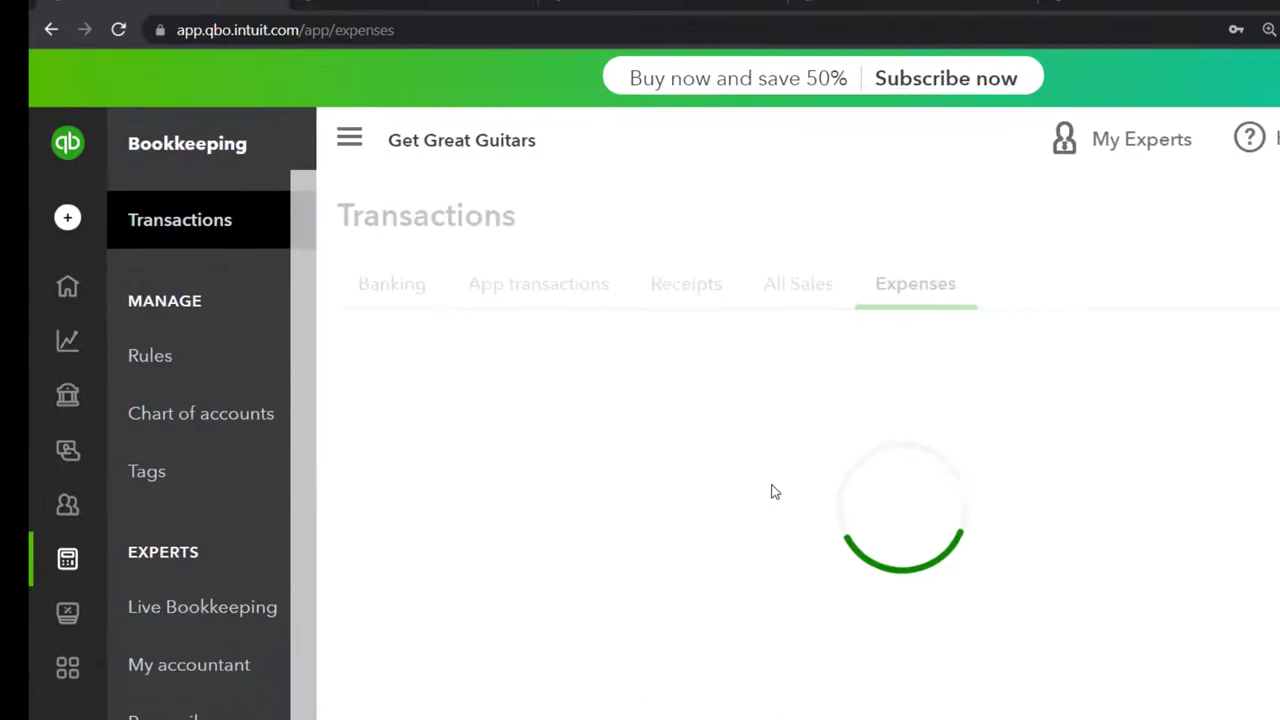 app.qbo.intuit.com/app/expenses
Buy now and save 50% Subscribe now
qb
Bookkeeping
Get Great Guitars
My Experts
?
+
Transactions
Transactions
Banking
App transactions
Receipts
All Sales
Expenses
MANAGE
Rules
Chart of accounts
Tags
EXPERTS
Live Bookkeeping
My accountant